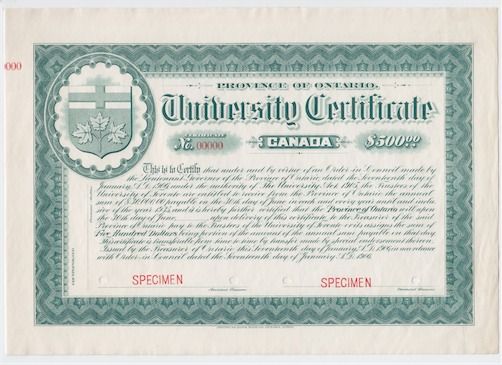 000
PROVINCE OF ONTARIO.
University Certificate
No. 00000 CANADA $500.00
This is to Certify that under and by virtue of an Order in Council made by
the Lieutenant Governor of the Province of Ontario dated the Seventeenth day of
January A.D. 1906 under the authority of The University Act 1905 the Trustees of the
University of Toronto are entitled to receive from the Province of Ontario the annual
sum of $30,000.00 payable on the 30th day of June in each and every year until and inclu-
sive of the year and it is hereby further certified that the Province of Ontario will upon
the 30th day of June after delivery of this certificate to the Treasurer of the said
Province of Ontario pay to the Trustees of the University of Toronto or its assigns the sum of
Five Hundred Dollars being portion of the amount of the annual sum payable on that day.
This certificate is transferable from time to time by transfer made by special endorsement thereon.
Issued by the Treasurer of Ontario this Seventeenth day of January A.D. 1906 in accordance
with Order in Council dated the Seventeenth day of January A.D. 1906.
SPECIMEN SPECIMEN